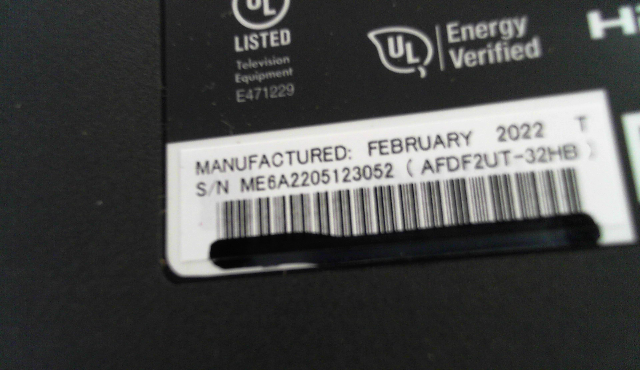 UL
LISTED
Television
Equipment
E471229
UL
Energy
Verified
MANUFACTURED: FEBRUARY 2022 T
S/N ME6A2205123052 ( AFDF2UT-32HB )